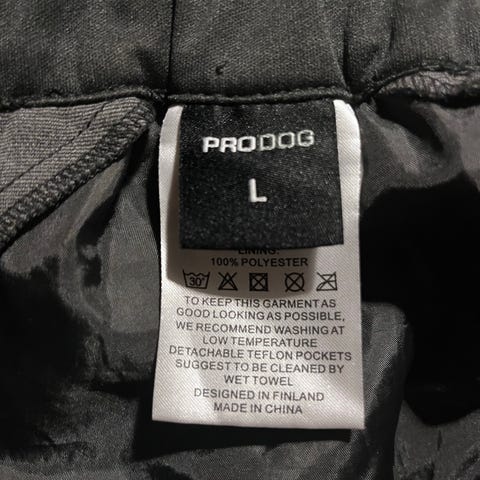 PRODOG
L
LINING:
100% POLYESTER
30°
TO KEEP THIS GARMENT AS
GOOD LOOKING AS POSSIBLE,
WE RECOMMEND WASHING AT
LOW TEMPERATURE
DETACHABLE TEFLON POCKETS
SUGGEST TO BE CLEANED BY
WET TOWEL
DESIGNED IN FINLAND
MADE IN CHINA